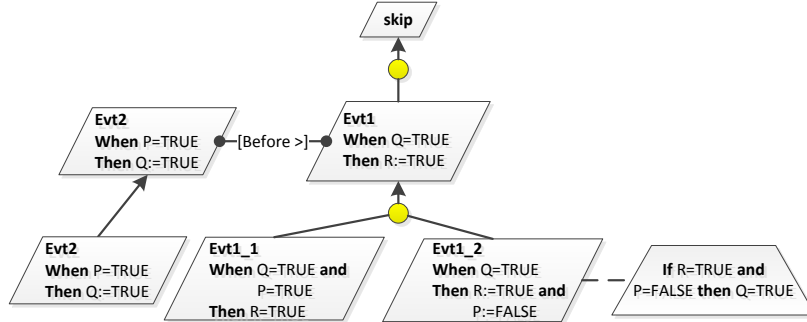 skip
Evt2
When P=TRUE
Then Q:=TRUE
[Before >]
Evt1
When Q=TRUE
Then R:=TRUE
Evt2
When P=TRUE
Then Q:=TRUE
Evt1_1
When Q=TRUE and
P=TRUE
Then R=TRUE
Evt1_2
When Q=TRUE
Then R:=TRUE and
P:=FALSE
If R=TRUE and
P=FALSE then Q=TRUE